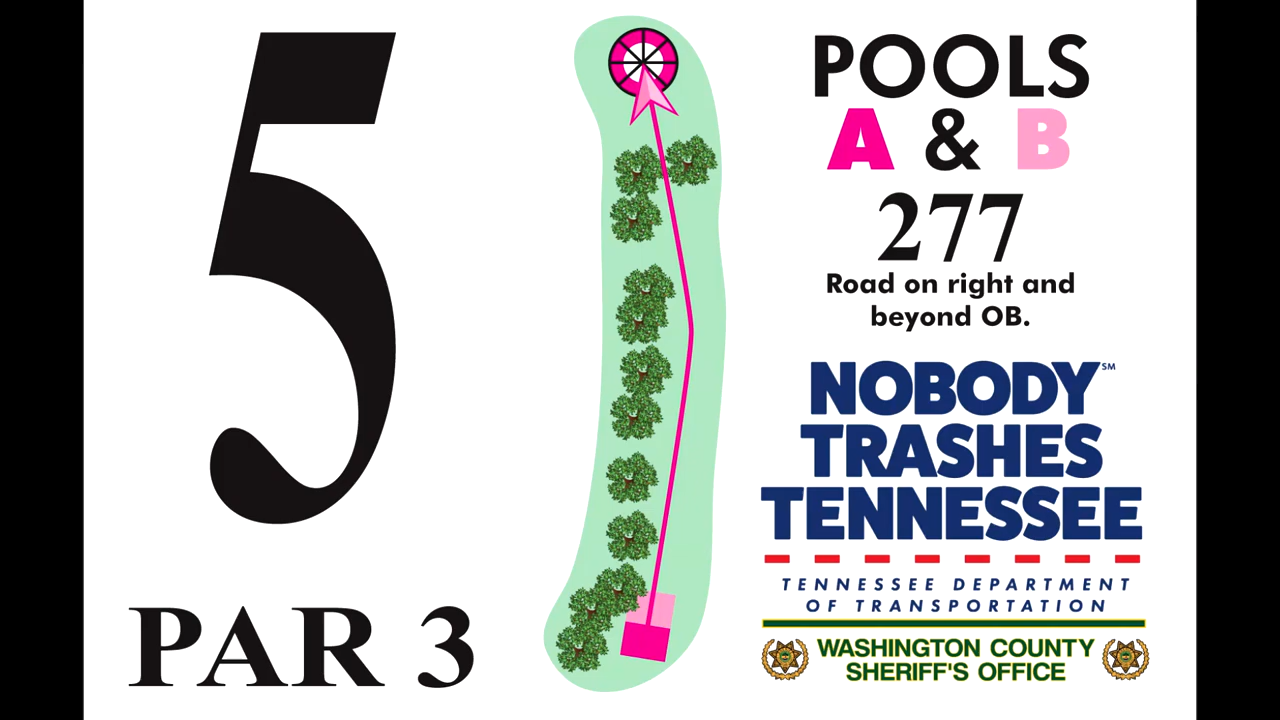 5
PAR 3
POOLS
A & B
277
Road on right and
beyond OB.
NOBODY℠
TRASHES
TENNESSEE
TENNESSEE DEPARTMENT
OF TRANSPORTATION
WASHINGTON COUNTY
SHERIFF'S OFFICE